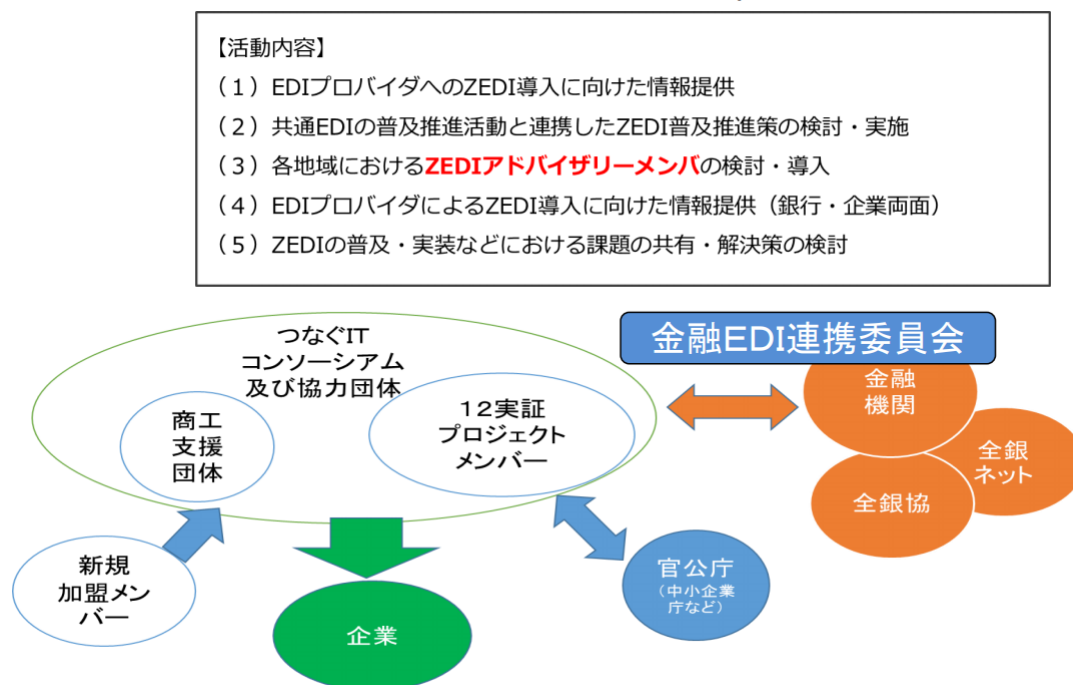 【活動内容】
（１）EDIプロバイダへのZEDI導入に向けた情報提供
（２）共通EDIの普及推進活動と連携したZEDI普及推進策の検討・実施
（３）各地域におけるZEDIアドバイザリーメンバの検討・導入
（４）EDIプロバイダによるZEDI導入に向けた情報提供（銀行・企業両面）
（５）ZEDIの普及・実装などにおける課題の共有・解決策の検討
つなぐIT
コンソーシアム
及び協力団体
金融EDI連携委員会
商工
支援
団体
１２実証
プロジェクト
メンバー
金融
機関
全銀
ネット
全銀協
新規
加盟メン
バー
企業
官公庁
（中小企業
庁など）